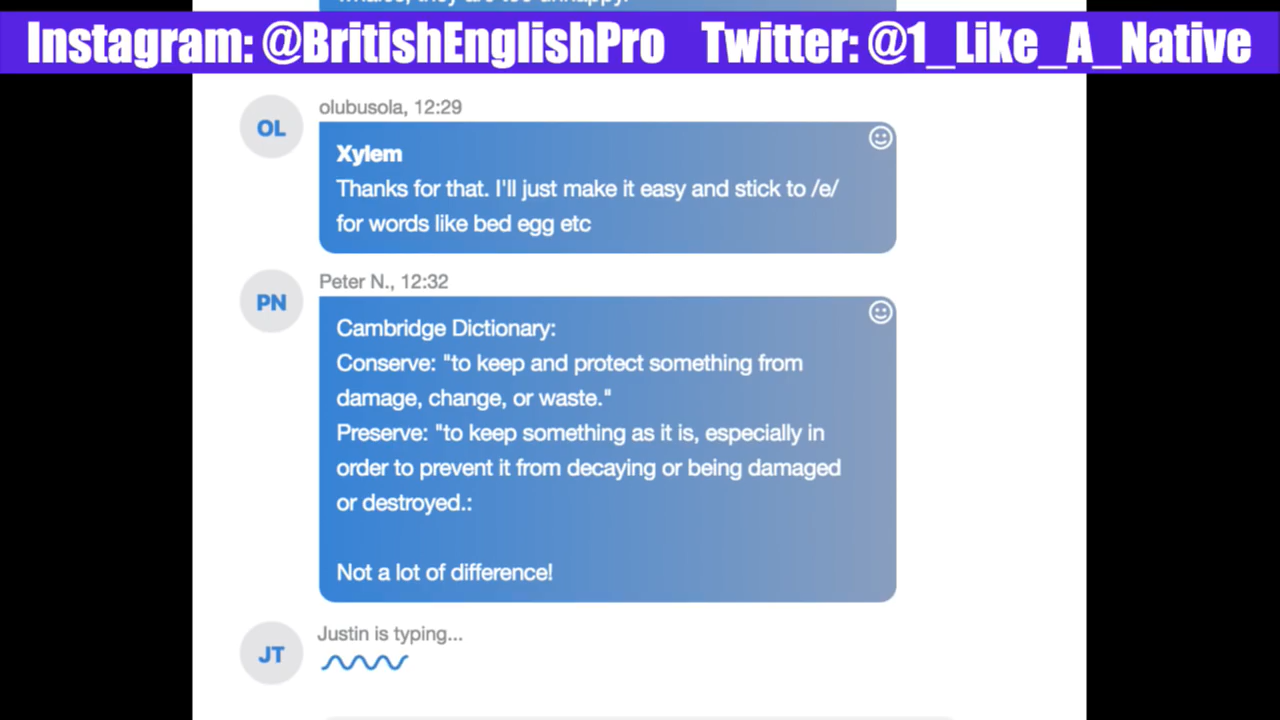 Instagram: @BritishEnglishPro Twitter: @1_Like_A_Native
olubusola, 12:29
OL
Xylem
Thanks for that. I'll just make it easy and stick to /e/
for words like bed egg etc
Peter N., 12:32
PN
Cambridge Dictionary:
Conserve: "to keep and protect something from
damage, change, or waste."
Preserve: "to keep something as it is, especially in
order to prevent it from decaying or being damaged
or destroyed.:
Not a lot of difference!
Justin is typing...
JT